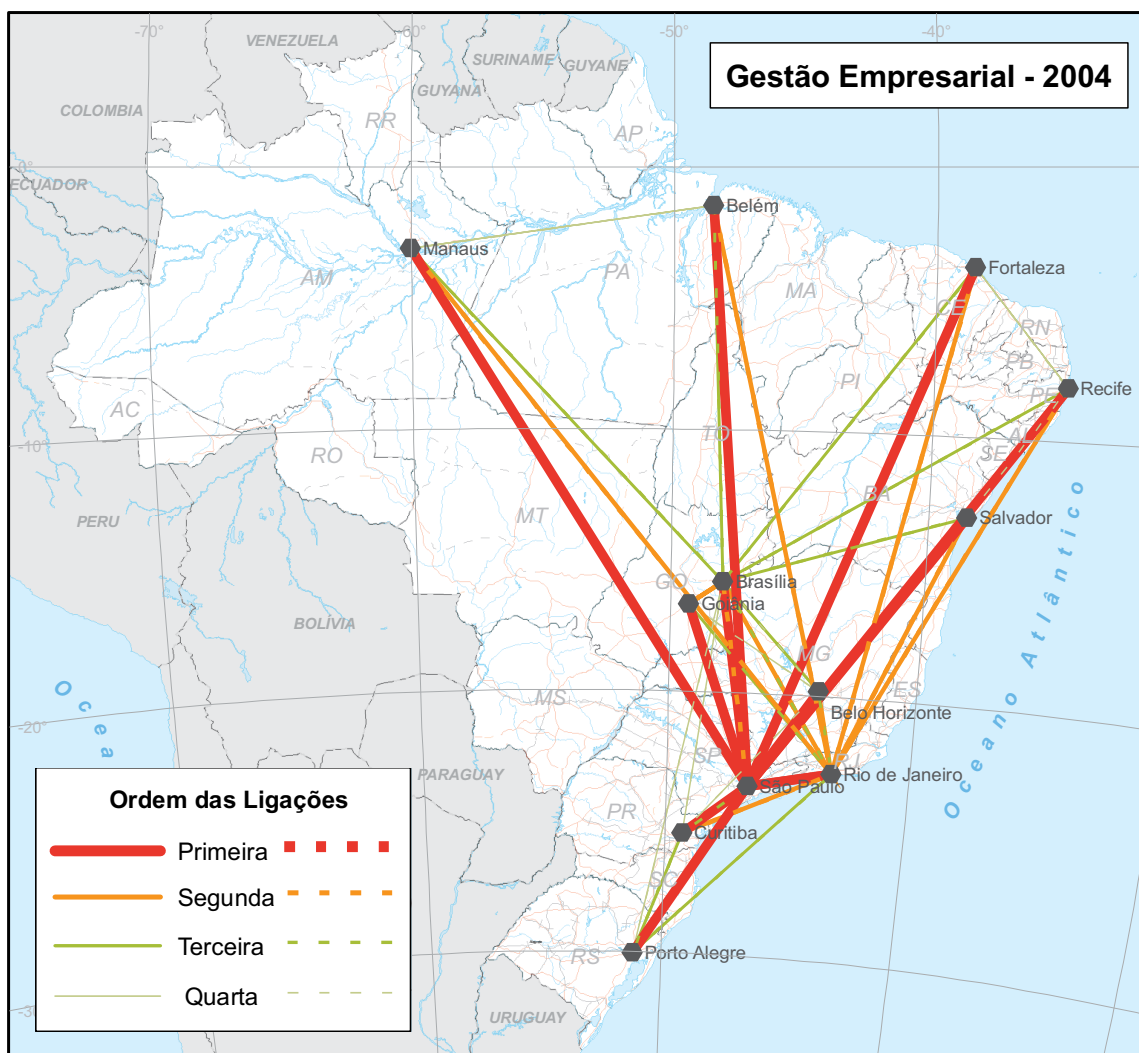 -70°
-60°
-50°
-40°
VENEZUELA
SURINAME
GUYANE
GUYANA
COLOMBIA
Gestão Empresarial - 2004
RR
AP
0°
ECUADOR
Belém
Manaus
Fortaleza
AM
PA
MA
CE
RN
PB
PI
PE
Recife
AC
TO
AL
-10°
RO
SE
BA
PERU
MT
Salvador
Oceano Atlântico
GO
Brasília
Goiânia
BOLÍVIA
MG
MS
ES
Belo Horizonte
Ocea
-20°
SP
RJ
Rio de Janeiro
PARAGUAY
São Paulo
PR
Curitiba
SC
RS
Porto Alegre
URUGUAY
-30°
Ordem das Ligações
Primeira
Segunda
Terceira
Quarta